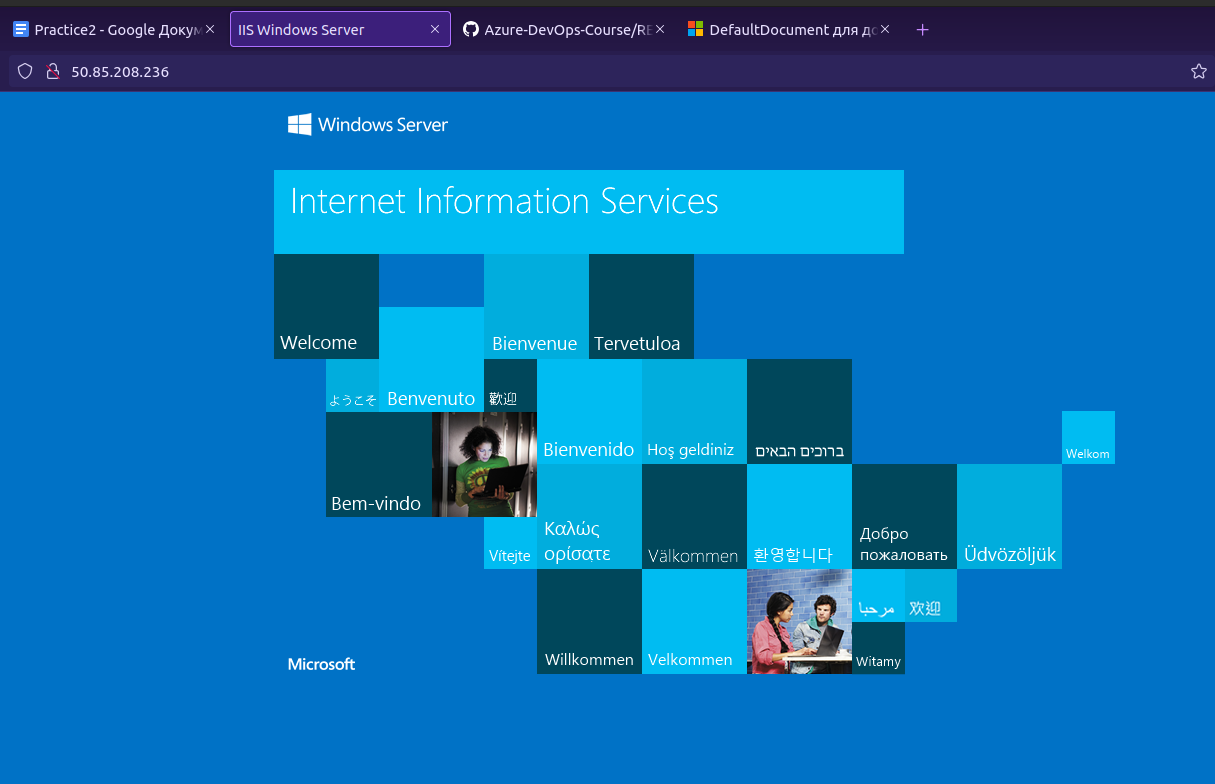 Practice2 - Google Докум
IIS Windows Server
Azure-DevOps-Course/RE
DefaultDocument для до
50.85.208.236
Windows Server
Internet Information Services
Welcome
Bienvenue
Tervetuloa
ようこそ
Benvenuto
歡迎
Bienvenido
Hoş geldiniz
ברוכים הבאים
Welkom
Bem-vindo
Vítejte
Καλώς
ορίσατε
Välkommen
환영합니다
Добро
пожаловать
Üdvözöljük
مرحبا
欢迎
Microsoft
Willkommen
Velkommen
Witamy